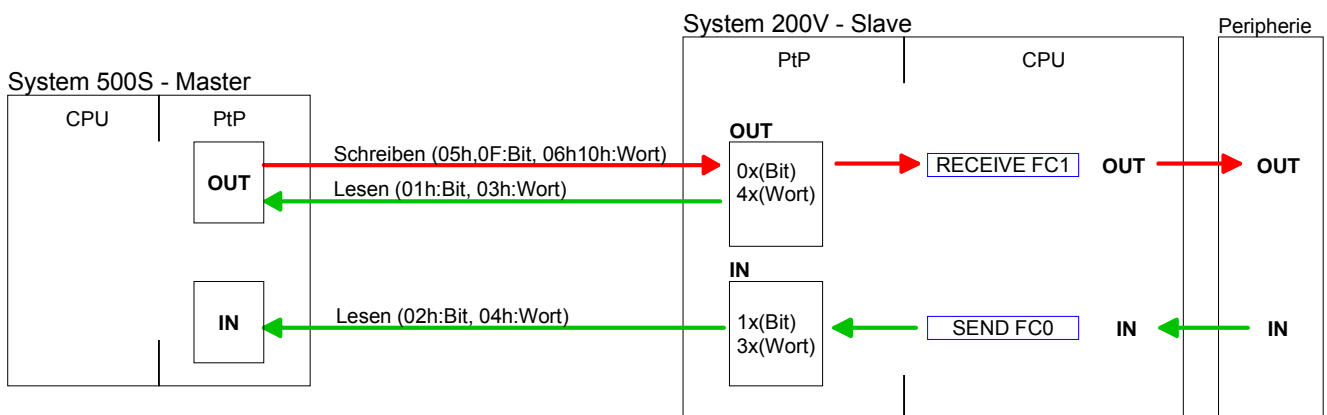 System 200V - Slave
Peripherie
PtP
CPU
System 500S - Master
CPU
PtP
OUT
Schreiben (05h,0F:Bit, 06h10h:Wort)
Lesen (01h:Bit, 03h:Wort)
OUT
0x(Bit)
4x(Wort)
RECEIVE FC1
OUT
OUT
IN
Lesen (02h:Bit, 04h:Wort)
IN
1x(Bit)
3x(Wort)
SEND FC0
IN
IN